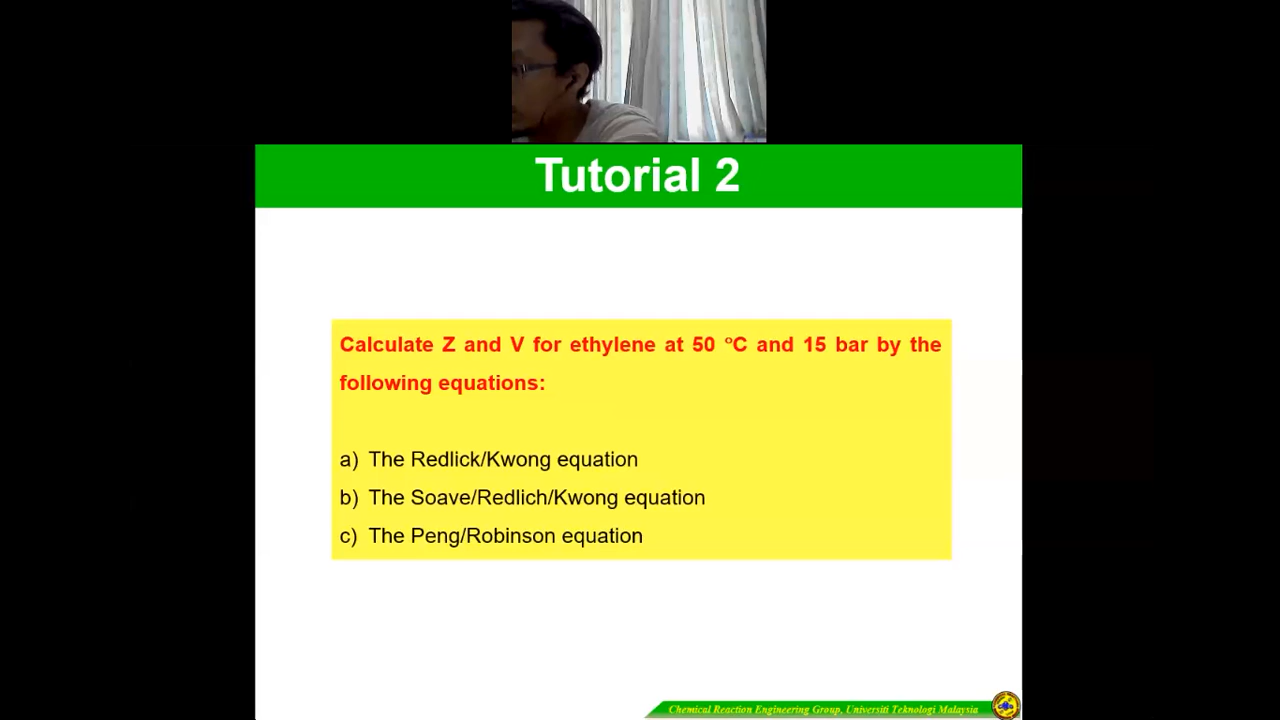 Tutorial 2
Calculate Z and V for ethylene at 50 °C and 15 bar by the
following equations:
a) The Redlick/Kwong equation
b) The Soave/Redlich/Kwong equation
c) The Peng/Robinson equation
Chemical Reaction Engineering Group, Universiti Teknologi Malaysia